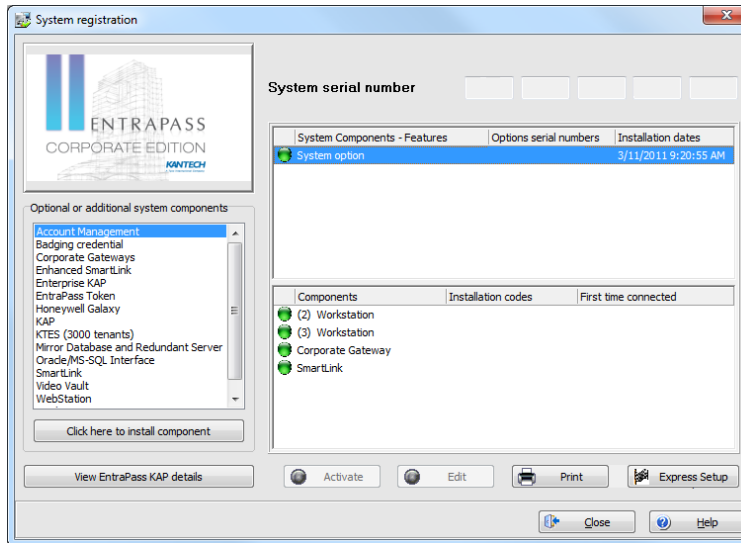 System registration
ENTRAPASS
CORPORATE EDITION
KANTECH
System serial number
System Components - Features Options serial numbers Installation dates
System option 3/11/2011 9:20:55 AM
Optional or additional system components
Account Management
Badging credential
Corporate Gateways
Enhanced SmartLink
Enterprise KAP
EntraPass Token
Honeywell Galaxy
KAP
KTES (3000 tenants)
Mirror Database and Redundant Server
Oracle/MS-SQL Interface
SmartLink
Video Vault
WebStation
Click here to install component
Components Installation codes First time connected
(2) Workstation
(3) Workstation
Corporate Gateway
SmartLink
View EntraPass KAP details
Activate
Edit
Print
Express Setup
Close
Help